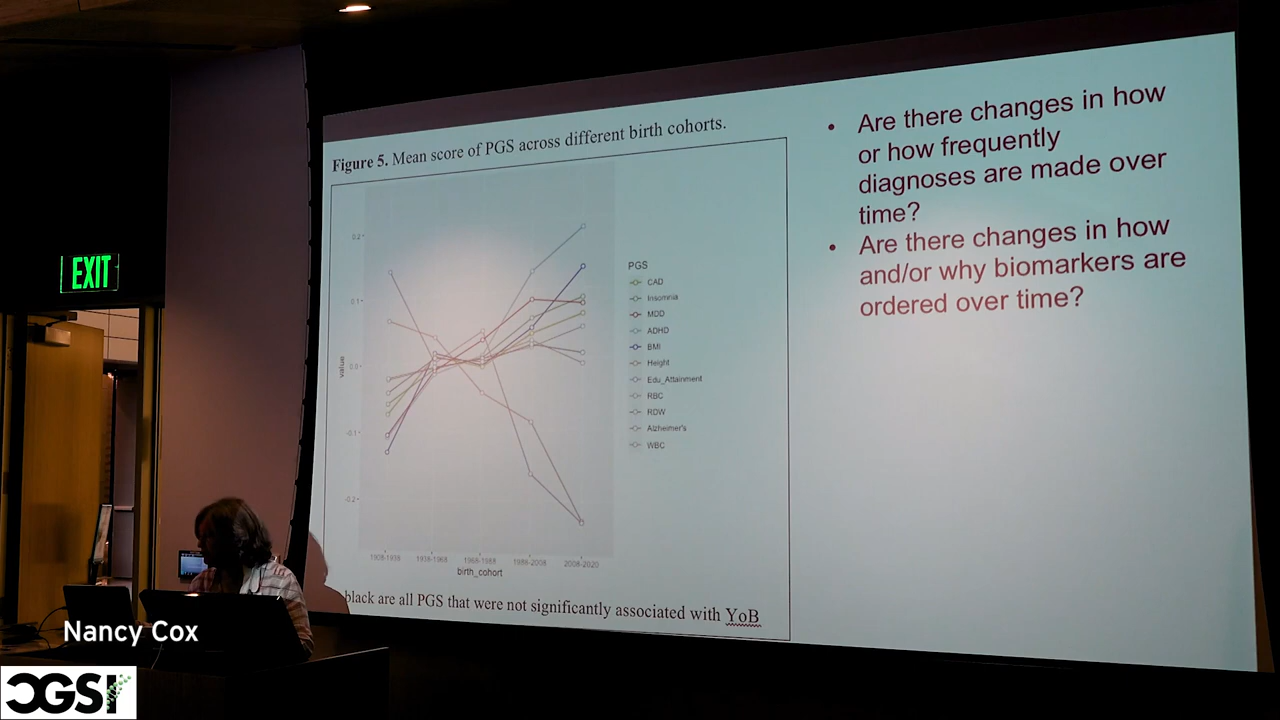 Figure 5. Mean score of PGS across different birth cohorts.
0.2
0.1
0.0
-0.1
-0.2
value
1908-1938
1938-1968
1968-1988
1988-2008
2008-2020
birth_cohort
PGS
CAD
Insomnia
MDD
ADHD
BMI
Height
Edu_Attainment
RBC
RDW
Alzheimer's
WBC
black are all PGS that were not significantly associated with YoB
• Are there changes in how
or how frequently
diagnoses are made over
time?
• Are there changes in how
and/or why biomarkers are
ordered over time?
EXIT
Nancy Cox
CGSI